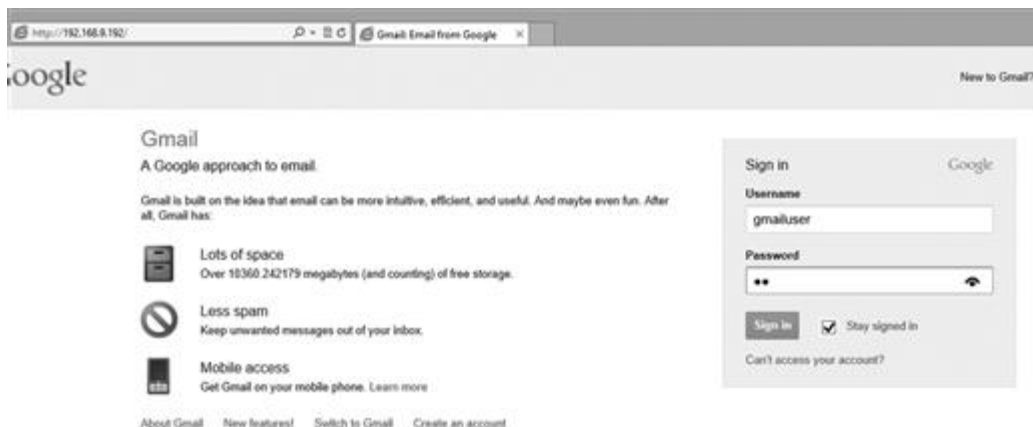 http://192.168.9.192/
Gmail: Email from Google
oogle
New to Gmail?
Gmail
A Google approach to email.
Gmail is built on the idea that email can be more intuitive, efficient, and useful. And maybe even fun. After
all, Gmail has:
Lots of space
Over 10360.242179 megabytes (and counting) of free storage.
Less spam
Keep unwanted messages out of your inbox.
Mobile access
Get Gmail on your mobile phone. Learn more
About Gmail New features! Switch to Gmail Create an account
Sign in Google
Username
gmailuser
Password
••
Sign in Stay signed in
Can't access your account?